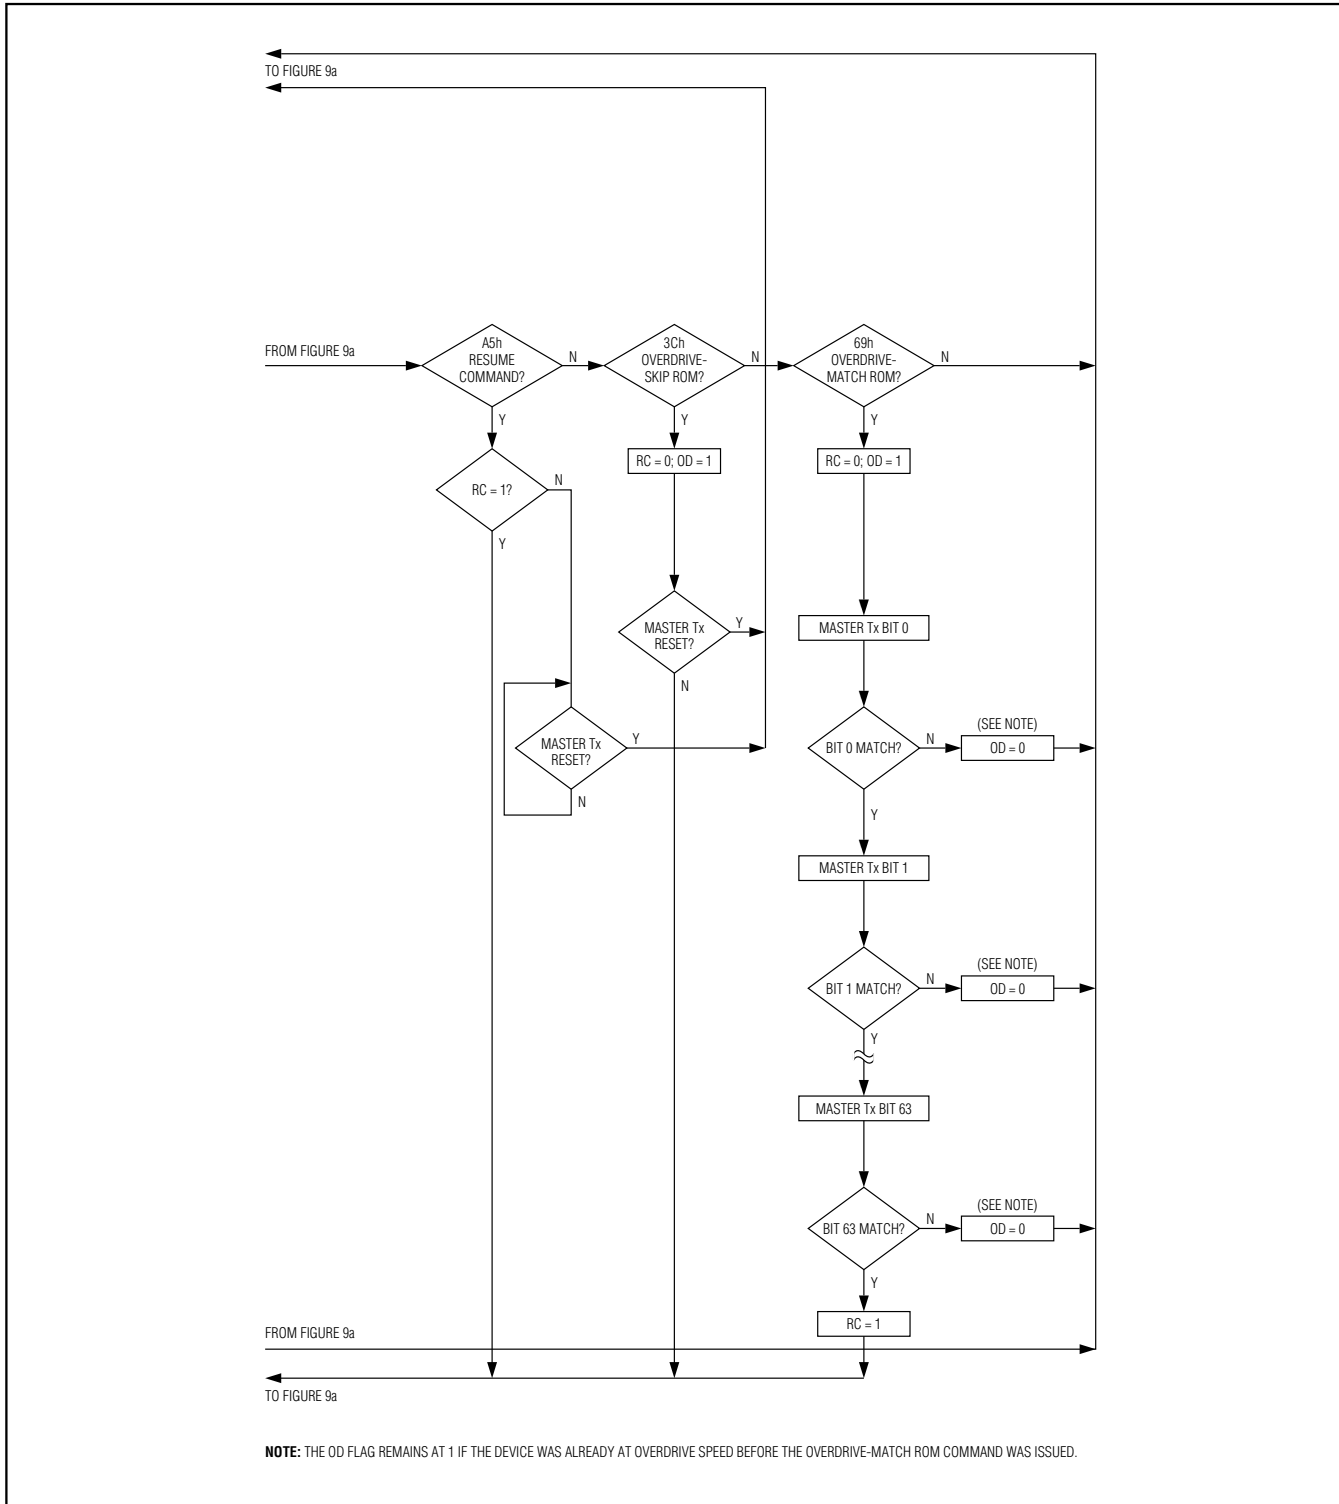 TO FIGURE 9a
FROM FIGURE 9a
A5h
RESUME
COMMAND?
N
3Ch
OVERDRIVE-
SKIP ROM?
N
69h
OVERDRIVE-
MATCH ROM?
N
Y
Y
Y
RC = 1?
N
Y
RC = 0; OD = 1
RC = 0; OD = 1
MASTER Tx
RESET?
Y
N
MASTER Tx BIT 0
MASTER Tx
RESET?
Y
N
BIT 0 MATCH?
N
(SEE NOTE)
OD = 0
Y
MASTER Tx BIT 1
BIT 1 MATCH?
N
(SEE NOTE)
OD = 0
Y
MASTER Tx BIT 63
BIT 63 MATCH?
N
(SEE NOTE)
OD = 0
Y
RC = 1
FROM FIGURE 9a
TO FIGURE 9a
NOTE: THE OD FLAG REMAINS AT 1 IF THE DEVICE WAS ALREADY AT OVERDRIVE SPEED BEFORE THE OVERDRIVE-MATCH ROM COMMAND WAS ISSUED.